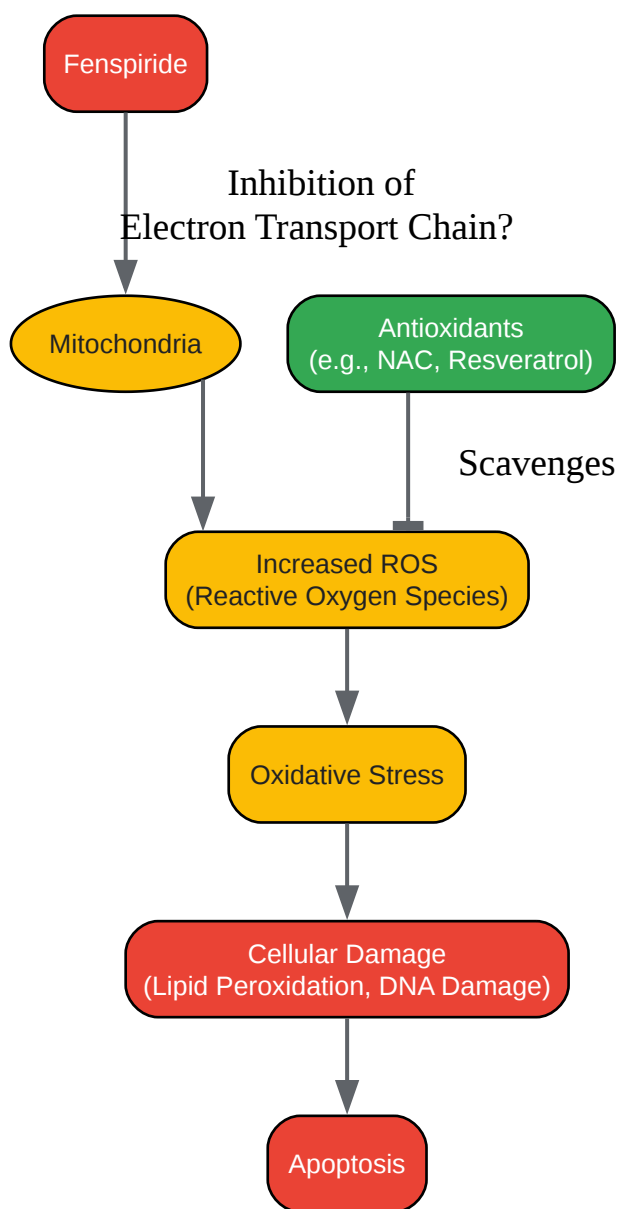 Fenspiride
Inhibition of
Electron Transport Chain?
Mitochondria
Antioxidants
(e.g., NAC, Resveratrol)
Scavenges
Increased ROS
(Reactive Oxygen Species)
Oxidative Stress
Cellular Damage
(Lipid Peroxidation, DNA Damage)
Apoptosis